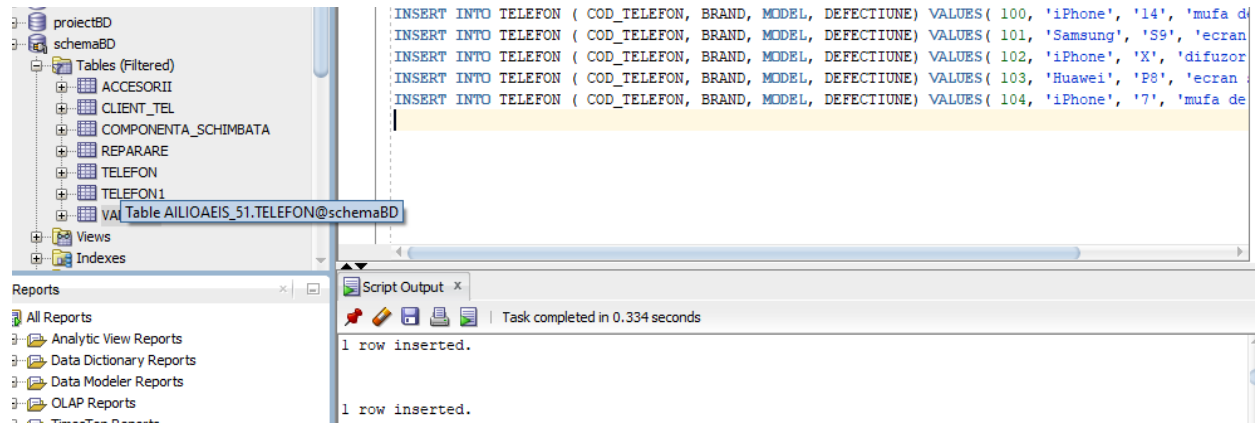 proiectBD
schemaBD
Tables (Filtered)
ACCESORII
CLIENT_TEL
COMPONENTA_SCHIMBATA
REPARARE
TELEFON
TELEFON1
Table AILIOAEIS_51.TELEFON@schemaBD
Views
Indexes
INSERT INTO TELEFON ( COD_TELEFON, BRAND, MODEL, DEFECTIUNE) VALUES( 100, 'iPhone', '14', 'mufa de
INSERT INTO TELEFON ( COD_TELEFON, BRAND, MODEL, DEFECTIUNE) VALUES( 101, 'Samsung', 'S9', 'ecran
INSERT INTO TELEFON ( COD_TELEFON, BRAND, MODEL, DEFECTIUNE) VALUES( 102, 'iPhone', 'X', 'difuzor
INSERT INTO TELEFON ( COD_TELEFON, BRAND, MODEL, DEFECTIUNE) VALUES( 103, 'Huawei', 'P8', 'ecran
INSERT INTO TELEFON ( COD_TELEFON, BRAND, MODEL, DEFECTIUNE) VALUES( 104, 'iPhone', '7', 'mufa de
Reports
All Reports
Analytic View Reports
Data Dictionary Reports
Data Modeler Reports
OLAP Reports
Script Output x
Task completed in 0.334 seconds
1 row inserted.
1 row inserted.